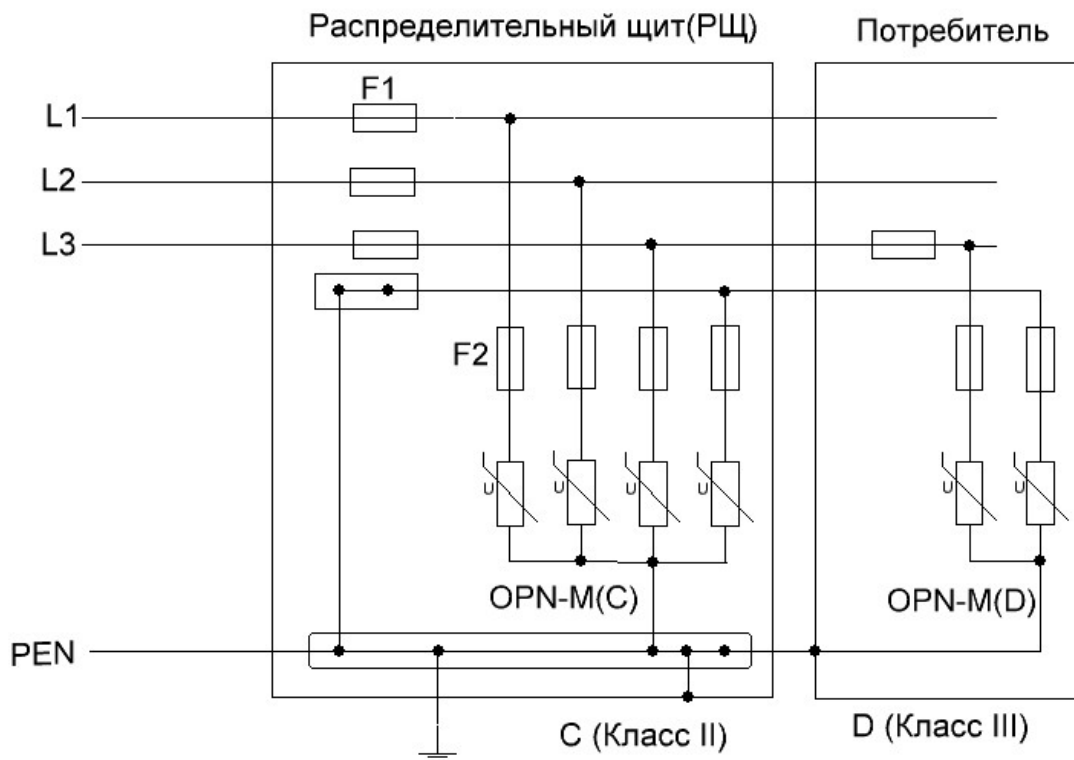 Распределительный щит(РЩ)
Потребитель
F1
L1
L2
L3
F2
U
U
U
U
U
U
OPN-M(C)
OPN-M(D)
PEN
C (Класс II)
D (Класс III)